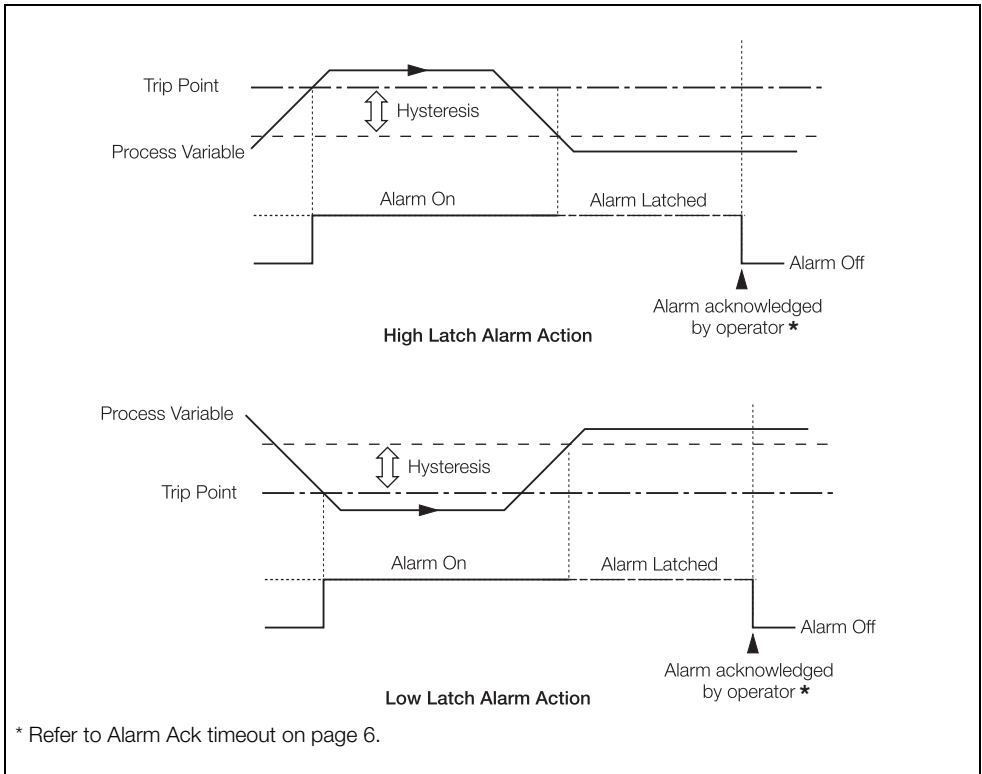 Trip Point
Hysteresis
Process Variable
Alarm On
Alarm Latched
Alarm Off
Alarm acknowledged
by operator *
High Latch Alarm Action
Process Variable
Hysteresis
Trip Point
Alarm On
Alarm Latched
Alarm Off
Alarm acknowledged
by operator *
Low Latch Alarm Action
* Refer to Alarm Ack timeout on page 6.